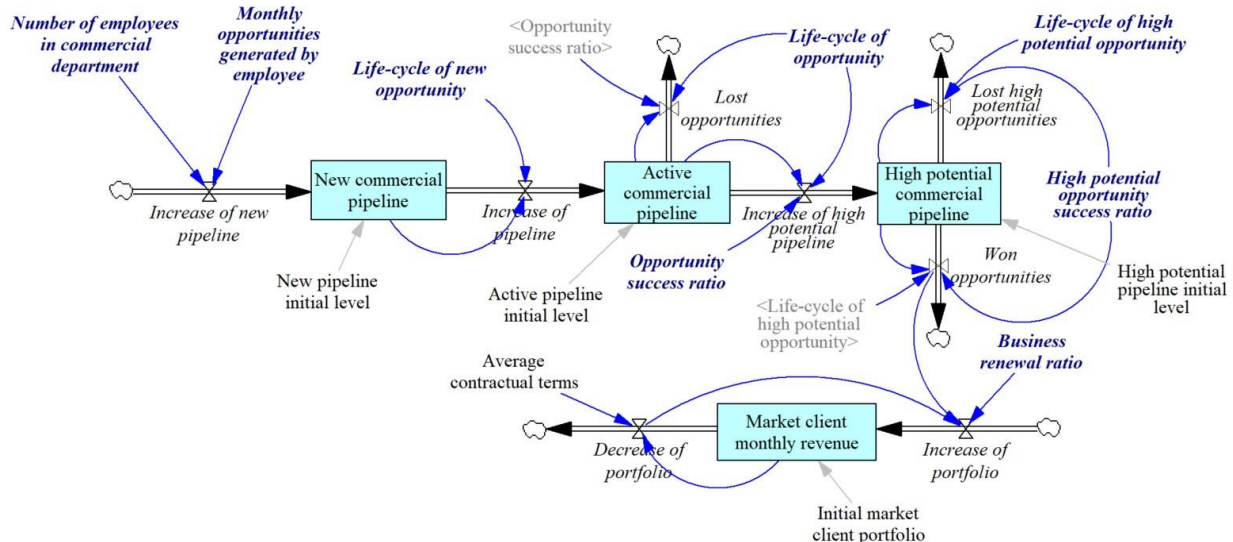 Number of employees
in commercial
department
Monthly
opportunities
generated by
employee
Life-cycle of new
opportunity
<Opportunity
success ratio>
Life-cycle of
opportunity
Life-cycle of high
potential opportunity
Lost
opportunities
Lost high
potential
opportunities
New commercial
pipeline
Active
commercial
pipeline
High potential
commercial
pipeline
High potential
opportunity
success ratio
Increase of new
pipeline
Increase of
pipeline
Increase of high
potential
pipeline
Won
opportunities
New pipeline
initial level
Active pipeline
initial level
Opportunity
success ratio
High potential
pipeline initial
level
<Life-cycle of
high potential
opportunity>
Average
contractual terms
Business
renewal ratio
Market client
monthly revenue
Decrease of
portfolio
Increase of
portfolio
Initial market
client portfolio